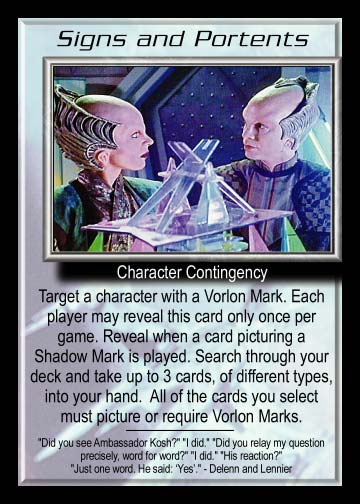 Signs and Portents
Character Contingency
Target a character with a Vorlon Mark. Each
player may reveal this card only once per
game. Reveal when a card picturing a
Shadow Mark is played. Search through your
deck and take up to 3 cards, of different types,
into your hand.  All of the cards you select
must picture or require Vorlon Marks.
"Did you see Ambassador Kosh?" "I did." "Did you relay my question
precisely, word for word?" "I did." "His reaction?"
"Just one word. He said: ‘Yes’." - Delenn and Lennier